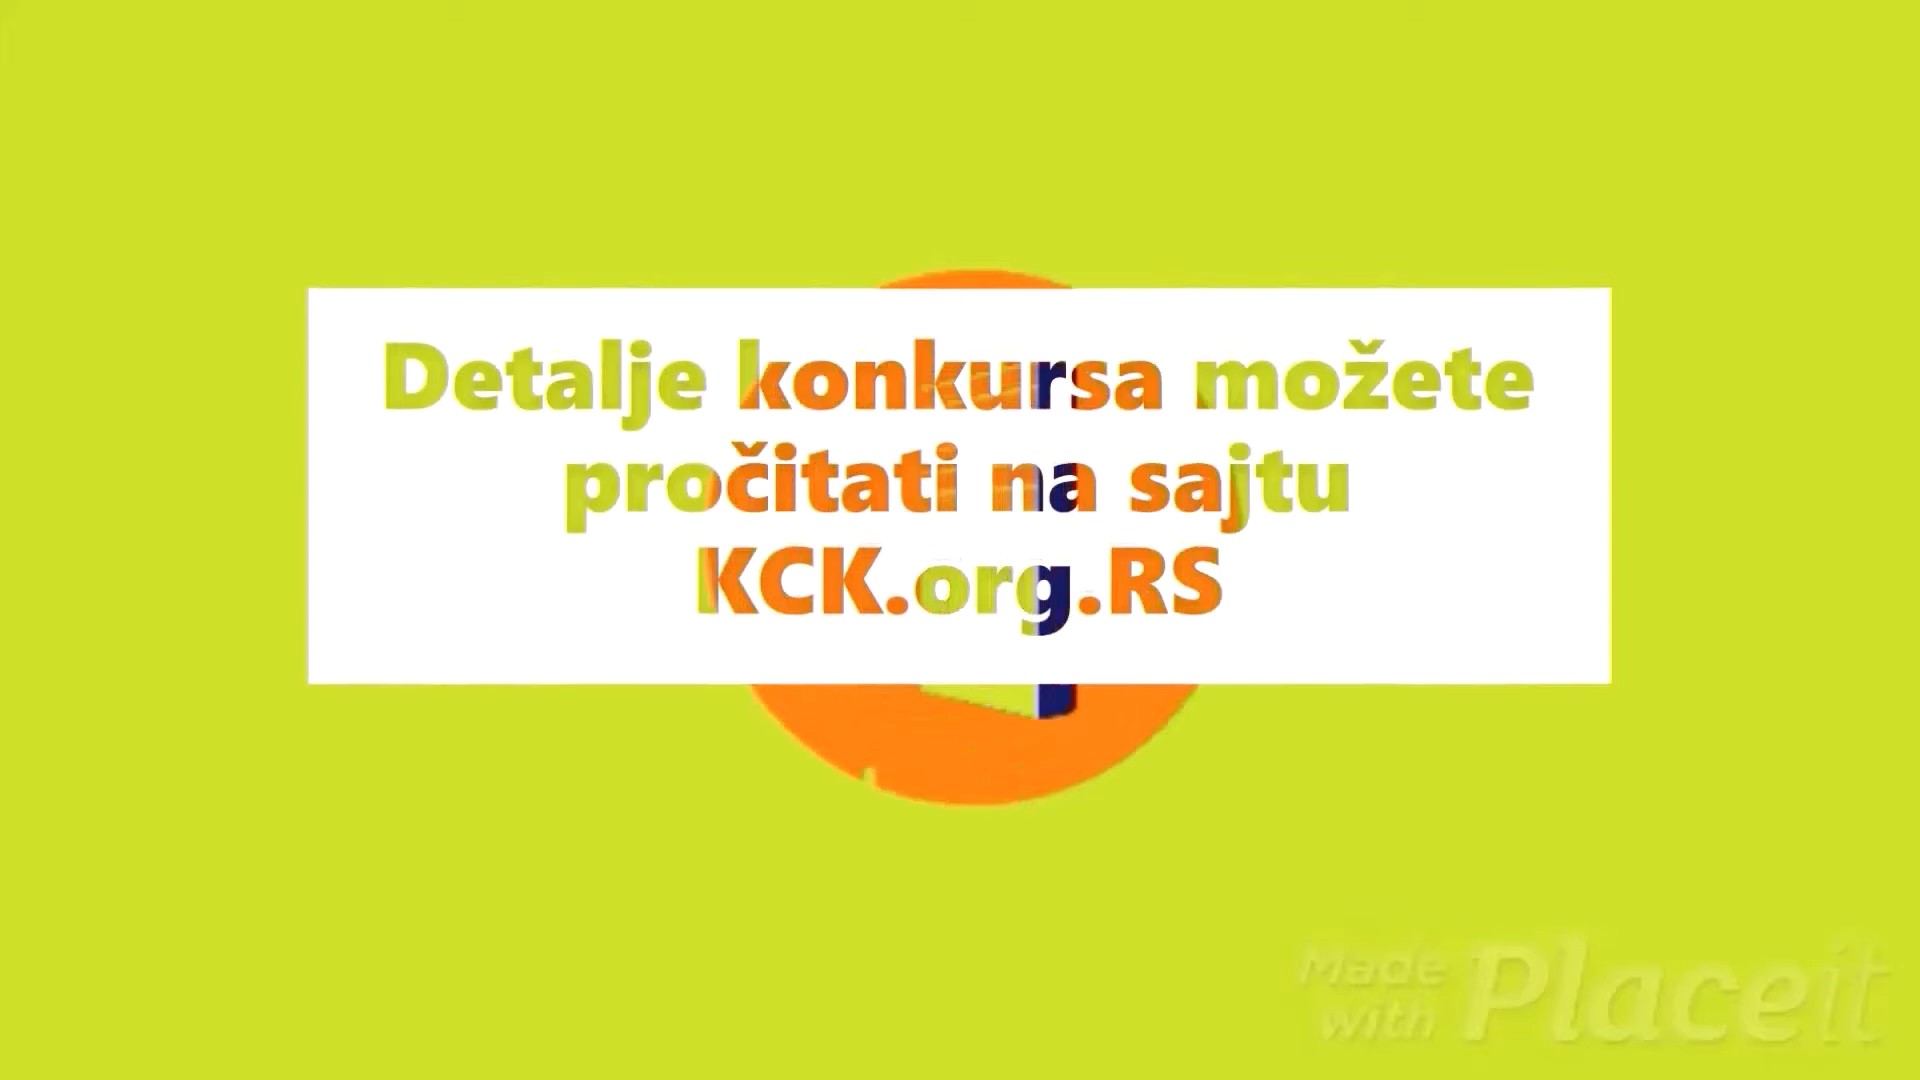 Detalje konkursa možete
pročitati na sajtu
KCK.org.RS
Made
with Placeit